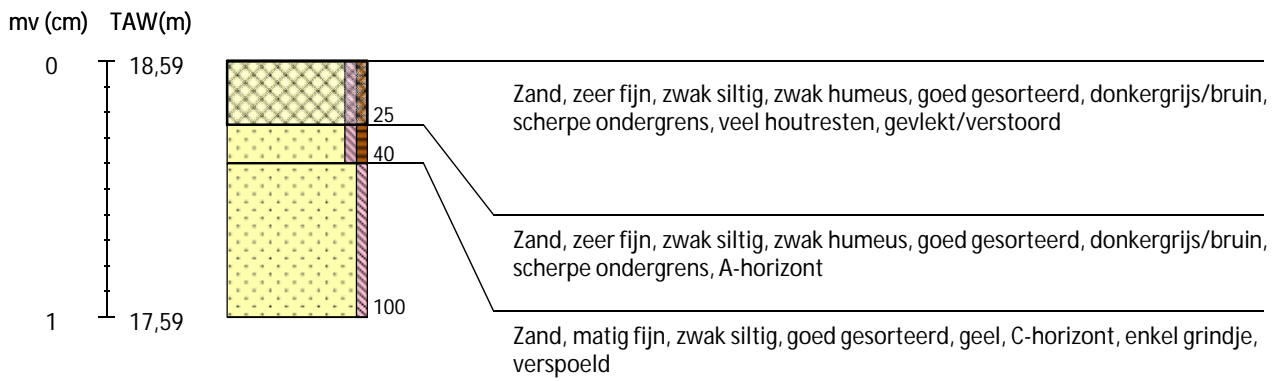 mv (cm) TAW(m)
0 18,59
25
40
100
1 17,59
Zand, zeer fijn, zwak siltig, zwak humeus, goed gesorteerd, donkergrijs/bruin,
scherpe ondergrens, veel houtresten, gevlekt/verstoord
Zand, zeer fijn, zwak siltig, zwak humeus, goed gesorteerd, donkergrijs/bruin,
scherpe ondergrens, A-horizont
Zand, matig fijn, zwak siltig, goed gesorteerd, geel, C-horizont, enkel grindje,
verspoeld